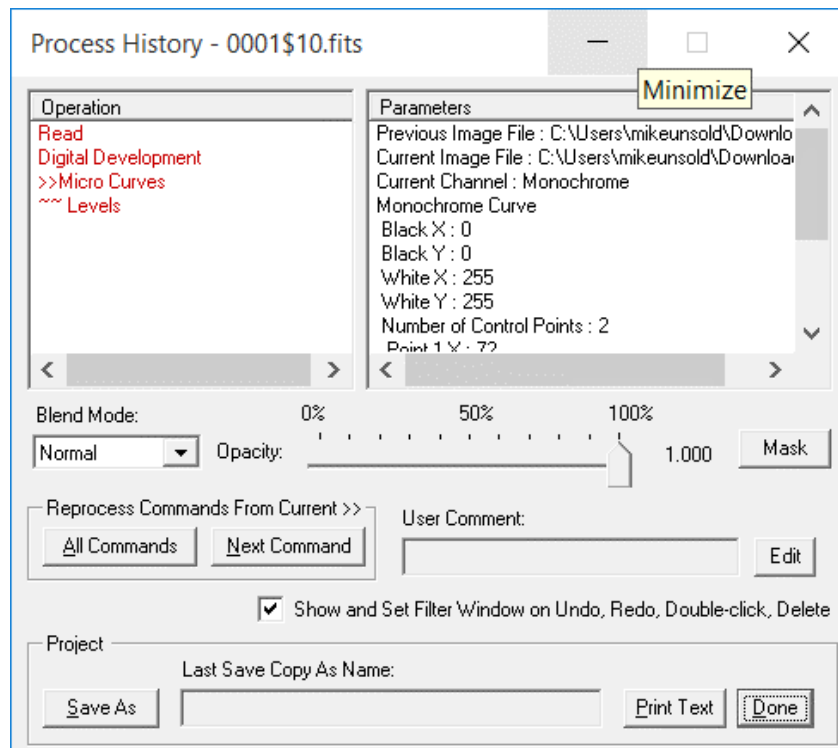 Process History - 0001$10.fits
Minimize
Operation
Read
Digital Development
>>Micro Curves
~~ Levels
Parameters
Previous Image File : C:\Users\mikeunsold\Downlo
Current Image File : C:\Users\mikeunsold\Downloa
Current Channel : Monochrome
Monochrome Curve
Black X : 0
Black Y : 0
White X : 255
White Y : 255
Number of Control Points : 2
Point 1 X : 72
Blend Mode:
Normal
Opacity:
0% 50% 100%
1.000
Mask
Reprocess Commands From Current >>
All Commands
Next Command
User Comment:
Edit
Show and Set Filter Window on Undo, Redo, Double-click, Delete
Project
Last Save Copy As Name:
Save As
Print Text
Done